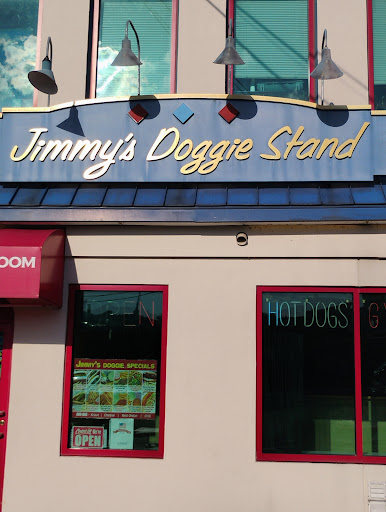 Jimmy's Doggie Stand
OOM
OPEN
HOT DOGS
JIMMY'S DOGGIE SPECIALS
OPEN